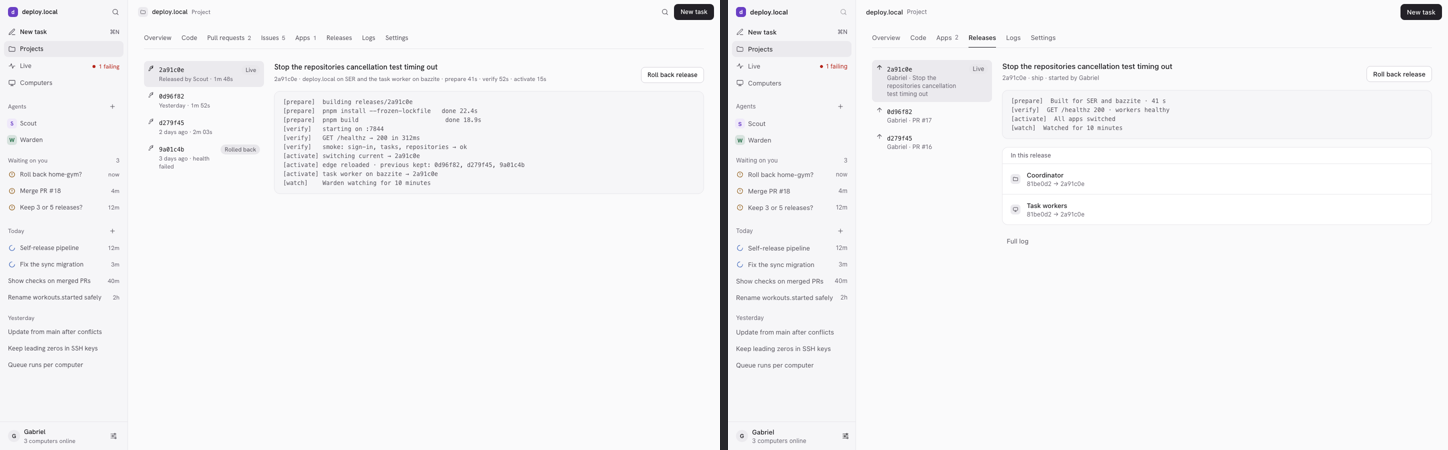 d deploy.local
New task ⌘N
Projects
Live 1 failing
Computers
Agents +
S Scout
W Warden
Waiting on you 3
Roll back home-gym? now
Merge PR #18 4m
Keep 3 or 5 releases? 12m
Today +
Self-release pipeline 12m
Fix the sync migration 3m
Show checks on merged PRs 40m
Rename workouts.started safely 2h
Yesterday
Update from main after conflicts
Keep leading zeros in SSH keys
Queue runs per computer
G Gabriel
3 computers online
deploy.local Project
New task
Overview Code Pull requests 2 Issues 5 Apps 1 Releases Logs Settings
2a91c0e Live
Released by Scout · 1m 48s
0d96f82
Yesterday · 1m 52s
d279f45
2 days ago · 2m 03s
9a01c4b Rolled back
3 days ago · health
failed
Stop the repositories cancellation test timing out
2a91c0e · deploy.local on SER and the task worker on bazzite · prepare 41s · verify 52s · activate 15s
Roll back release
[prepare] building releases/2a91c0e
[prepare] pnpm install --frozen-lockfile done 22.4s
[prepare] pnpm build done 18.9s
[verify] starting on :7844
[verify] GET /healthz → 200 in 312ms
[verify] smoke: sign-in, tasks, repositories → ok
[activate] switching current → 2a91c0e
[activate] edge reloaded · previous kept: 0d96f82, d279f45, 9a01c4b
[activate] task worker on bazzite → 2a91c0e
[watch] Warden watching for 10 minutes
d deploy.local
New task ⌘N
Projects
Live 1 failing
Computers
Agents +
S Scout
W Warden
Waiting on you 3
Roll back home-gym? now
Merge PR #18 4m
Keep 3 or 5 releases? 12m
Today +
Self-release pipeline 12m
Fix the sync migration 3m
Show checks on merged PRs 40m
Rename workouts.started safely 2h
Yesterday
Update from main after conflicts
Keep leading zeros in SSH keys
Queue runs per computer
G Gabriel
3 computers online
deploy.local Project
New task
Overview Code Apps 2 Releases Logs Settings
2a91c0e Live
Gabriel · Stop the
repositories cancellation
test timing out
0d96f82
Gabriel · PR #17
d279f45
Gabriel · PR #16
Stop the repositories cancellation test timing out
2a91c0e · ship · started by Gabriel
Roll back release
[prepare] Built for SER and bazzite · 41 s
[verify] GET /healthz 200 · workers healthy
[activate] All apps switched
[watch] Watched for 10 minutes
In this release
Coordinator
81be0d2 → 2a91c0e
Task workers
81be0d2 → 2a91c0e
Full log